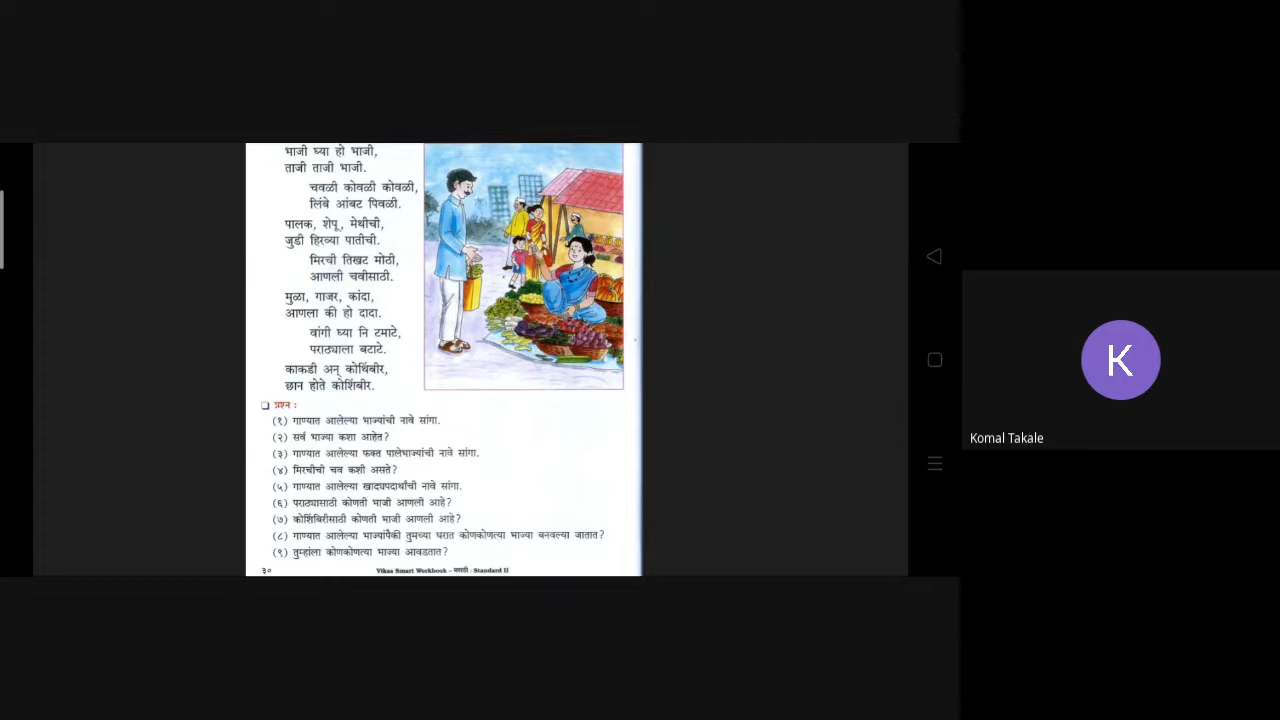 भाजी घ्या हो भाजी,
ताजी ताजी भाजी.
चवळी कोवळी कोवळी,
लिंबे आंबट पिवळी.
पालक, शेपू, मेथीची,
जुडी हिरव्या पातीची.
मिरची तिखट मोठी,
आणली चवीसाठी.
मुळा, गाजर, कांदा,
आणला की हो दादा.
वांगी घ्या नि टमाटे,
पराठ्याला बटाटे.
काकडी अन् कोथिंबीर,
छान होते कोशिंबीर.
❑ प्रश्न :
(१) गाण्यात आलेल्या भाज्यांची नावे सांगा.
(२) सर्व भाज्या कशा आहेत?
(३) गाण्यात आलेल्या फक्त पालेभाज्यांची नावे सांगा.
(४) मिरचीची चव कशी असते?
(५) गाण्यात आलेल्या खाद्यपदार्थांची नावे सांगा.
(६) पराठ्यासाठी कोणती भाजी आणली आहे?
(७) कोशिंबिरीसाठी कोणती भाजी आणली आहे?
(८) गाण्यात आलेल्या भाज्यांपैकी तुमच्या घरात कोणकोणत्या भाज्या बनवल्या जातात?
(९) तुम्हांला कोणकोणत्या भाज्या आवडतात?
३० Vikas Smart Workbook – मराठी : Standard II
K
Komal Takale